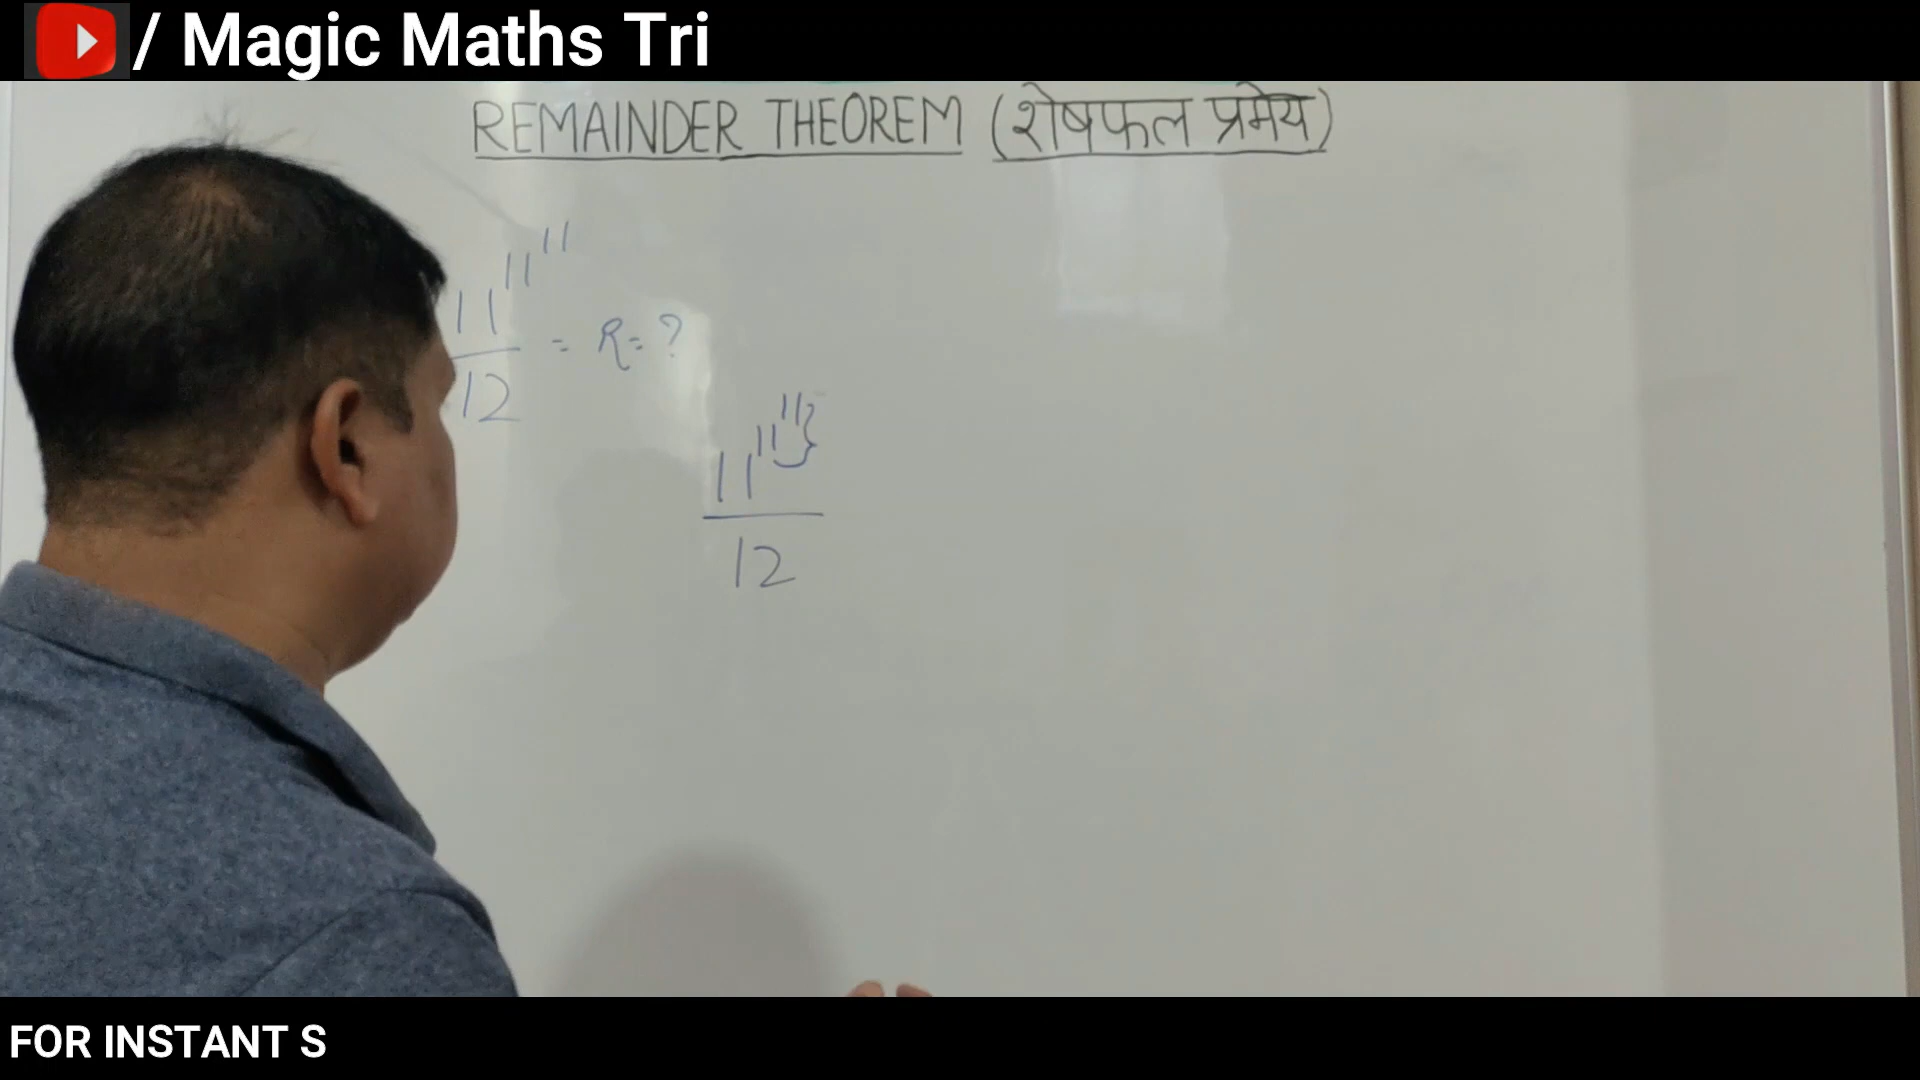 / Magic Maths Tri
REMAINDER THEOREM (शेषफल प्रमेय)
11^11^11
12
= R = ?
11^11^11}
12
FOR INSTANT S